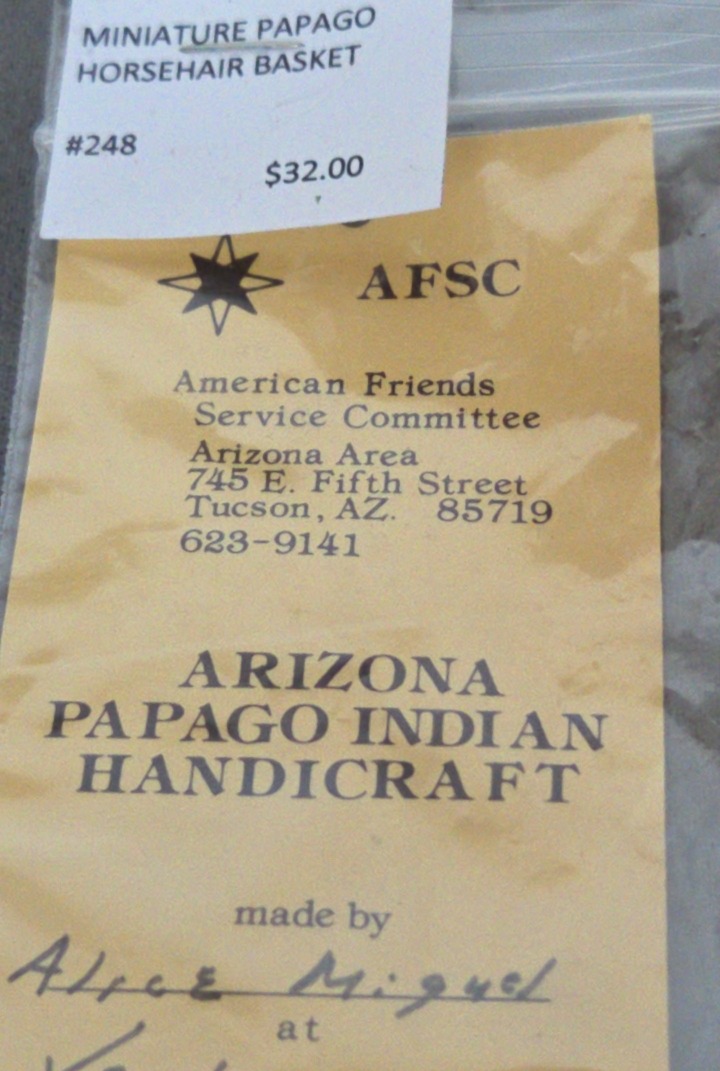 MINIATURE PAPAGO
HORSEHAIR BASKET
#248
$32.00
AFSC
American Friends
Service Committee
Arizona Area
745 E. Fifth Street
Tucson, AZ. 85719
623-9141
ARIZONA
PAPAGO INDIAN
HANDICRAFT
made by
Alice Miguel
at